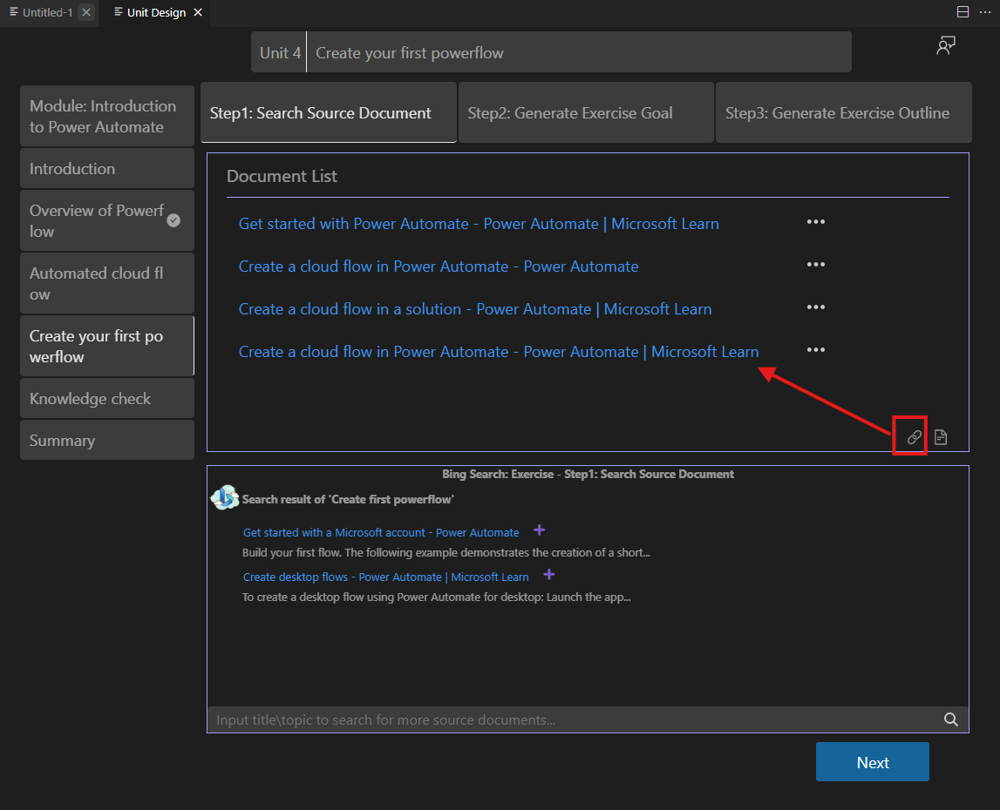 Untitled-1
Unit Design
Unit 4
Create your first powerflow
Module: Introduction
to Power Automate
Introduction
Overview of Powerf
low
Automated cloud fl
ow
Create your first po
werflow
Knowledge check
Summary
Step1: Search Source Document
Step2: Generate Exercise Goal
Step3: Generate Exercise Outline
Document List
Get started with Power Automate - Power Automate | Microsoft Learn
Create a cloud flow in Power Automate - Power Automate
Create a cloud flow in a solution - Power Automate | Microsoft Learn
Create a cloud flow in Power Automate - Power Automate | Microsoft Learn
Bing Search: Exercise - Step1: Search Source Document
Search result of 'Create first powerflow'
Get started with a Microsoft account - Power Automate
Build your first flow. The following example demonstrates the creation of a short...
Create desktop flows - Power Automate | Microsoft Learn
To create a desktop flow using Power Automate for desktop: Launch the app...
Input title\topic to search for more source documents...
Next